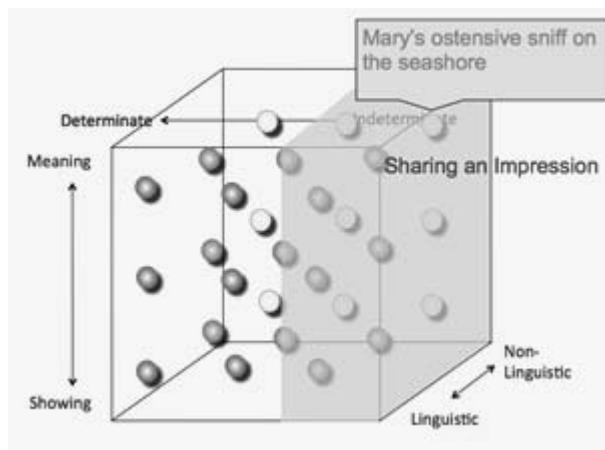 Mary's ostensive sniff on
the seashore
Determinate
Indeterminate
Meaning
Sharing an Impression
Non-
Linguistic
Showing
Linguistic